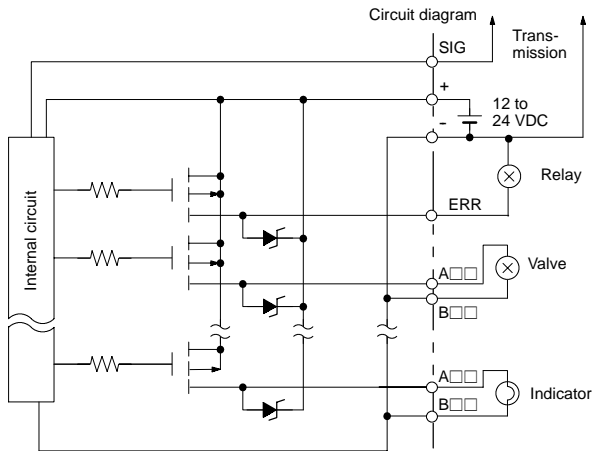 Circuit diagram
SIG
Trans-
mission
+
12 to
24 VDC
-
Relay
ERR
Internal circuit
A□□
Valve
B□□
A□□
Indicator
B□□